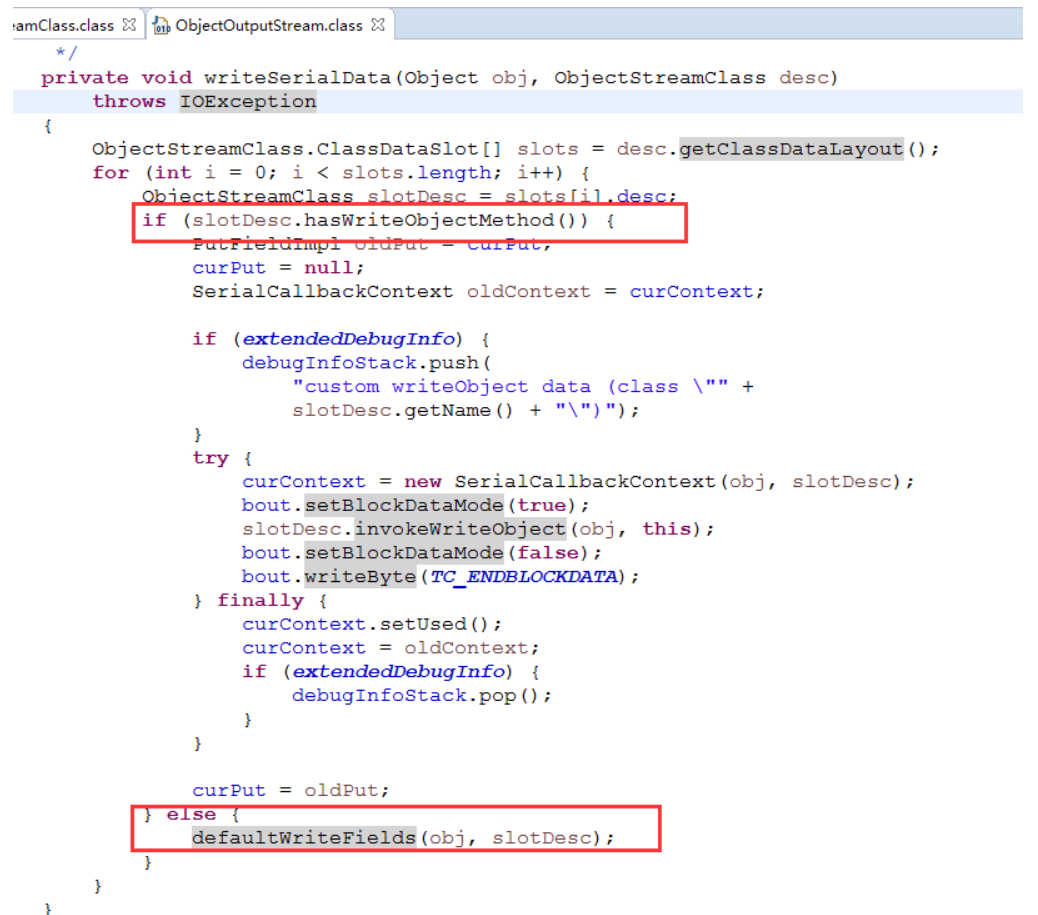 eamClass.class ObjectOutputStream.class
*/
private void writeSerialData(Object obj, ObjectStreamClass desc)
throws IOException
{
ObjectStreamClass.ClassDataSlot[] slots = desc.getClassDataLayout();
for (int i = 0; i < slots.length; i++) {
ObjectStreamClass slotDesc = slots[i].desc;
if (slotDesc.hasWriteObjectMethod()) {
PutFieldImpl oldPut = curPut;
curPut = null;
SerialCallbackContext oldContext = curContext;
if (extendedDebugInfo) {
debugInfoStack.push(
"custom writeObject data (class \"" +
slotDesc.getName() + "\")");
}
try {
curContext = new SerialCallbackContext(obj, slotDesc);
bout.setBlockDataMode(true);
slotDesc.invokeWriteObject(obj, this);
bout.setBlockDataMode(false);
bout.writeByte(TC_ENDBLOCKDATA);
} finally {
curContext.setUsed();
curContext = oldContext;
if (extendedDebugInfo) {
debugInfoStack.pop();
}
}
curPut = oldPut;
} else {
defaultWriteFields(obj, slotDesc);
}
}
}